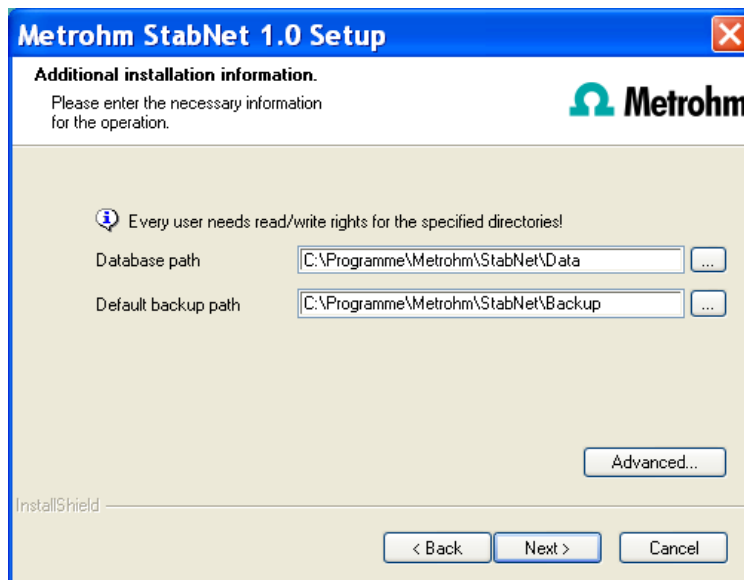 Metrohm StabNet 1.0 Setup
Additional installation information.
Please enter the necessary information
for the operation.
Metrohm
Every user needs read/write rights for the specified directories!
Database path C:\Programme\Metrohm\StabNet\Data ...
Default backup path C:\Programme\Metrohm\StabNet\Backup ...
Advanced...
InstallShield
< Back Next > Cancel